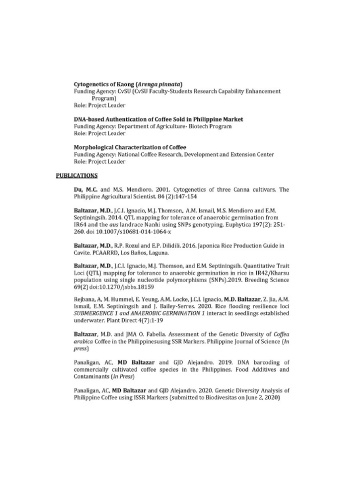 Cytogenetics of Kaong (Arenga pinnata)
Funding Agency: CvSU (CvSU Faculty-Students Research Capability Enhancement
Program)
Role: Project Leader
DNA-based Authentication of Coffee Sold in Philippine Market
Funding Agency: Department of Agriculture- Biotech Program
Role: Project Leader
Morphological Characterization of Coffee
Funding Agency: National Coffee Research, Development and Extension Center
Role: Project Leader
PUBLICATIONS
Du, M.C. and M.S. Mendioro. 2001. Cytogenetics of three Canna cultivars. The
Philippine Agricultural Scientist. 84 (2):147-154
Baltazar, M.D., J.C.I. Ignacio, M.J. Thomson, A.M. Ismail, M.S. Mendioro and E.M.
Septiningsih. 2014. QTL mapping for tolerance of anaerobic germination from
IR64 and the aus landrace Nanhi using SNPs genotyping. Euphytica 197(2): 251-
260. doi 10.1007/s10681-014-1064-x
Baltazar, M.D., R.P. Ronsi and E.P. Dildilit. 2016. Japonica Rice Production Guide in
Cavite. PCAARRD, Los Baños, Laguna.
Baltazar, M.D., J.C.I. Ignacio, M.J. Thomson, and E.M. Septiningsih. Quantitative Trait
Loci (QTL) mapping for tolerance to anaerobic germination in rice in IR42/Kharsu
population using single nucleotide polymorphisms (SNPs).2019. Breeding Science
69(2) doi:10.1270/jsbbs.18159
A. M. Hummel, E. Yeung, A.M. Locke, J.C.I. Ignacio, M.D. Baltazar, Z. Jia, A.M.
Ismail, E.M. Septiningsih and J. Bailey-Serres. 2020. Rice flooding resilience loci
SUBMERGENCE 1 and ANAEROBIC GERMINATION 1 interact in seedlings established
underwater. Plant Direct 4(7):1-19
Baltazar, M.D. and JMA O. Fabella. Assessment of the Genetic Diversity of Coffea
arabica Coffee in the Philippinesusing SSR Markers. Philippine Journal of Science (In
press)
Panaligan, AC, MD Baltazar and GJD Alejandro. 2019. DNA barcoding of
commercially cultivated coffee species in the Philippines. Food Additives and
Contaminants (In Press)
Panaligan, AC, MD Baltazar and GJD Alejandro. 2020. Genetic Diversity Analysis of
Philippine Coffee using ISSR Markers (submitted to Biodivesitas on June 2, 2020)